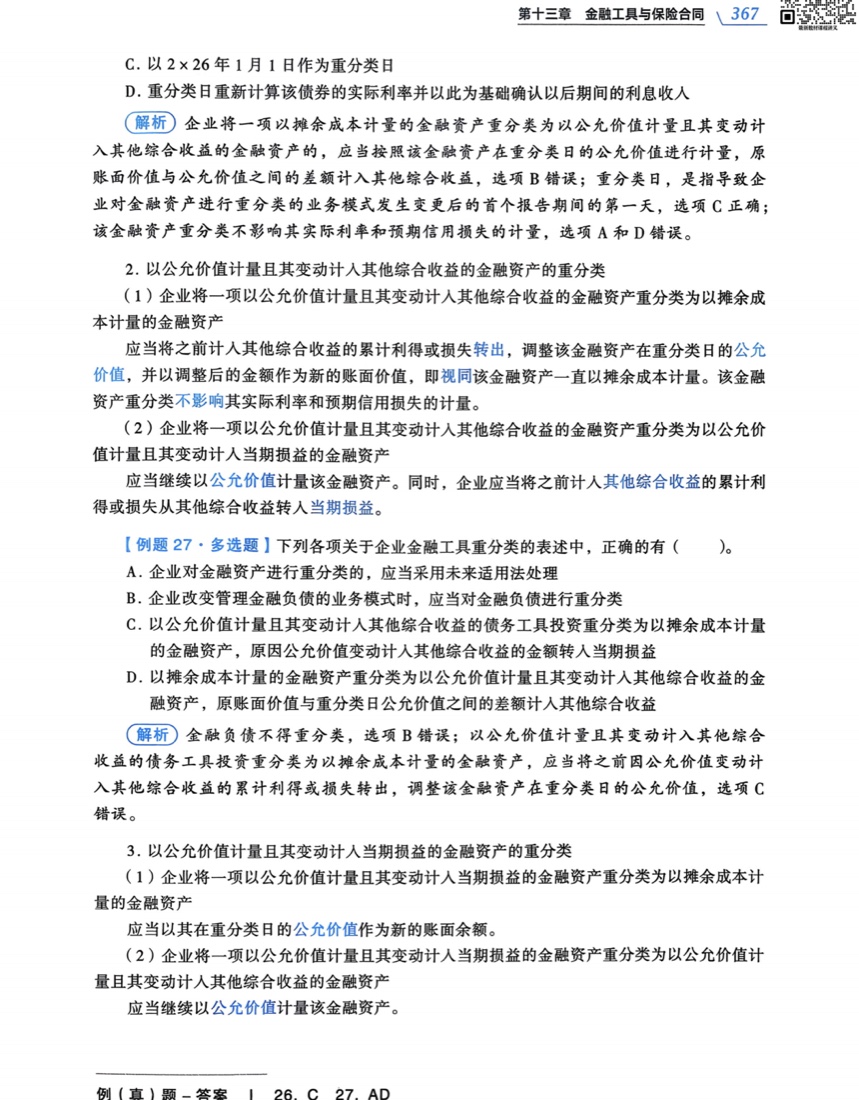 第十三章 金融工具与保险合同 367
C. 以 2 × 26 年 1 月 1 日作为重分类日
D. 重分类日重新计算该债券的实际利率并以此为基础确认以后期间的利息收入
解析 企业将一项以摊余成本计量的金融资产重分类为以公允价值计量且其变动计
入其他综合收益的金融资产的，应当按照该金融资产在重分类日的公允价值进行计量，原
账面价值与公允价值之间的差额计入其他综合收益，选项 B 错误；重分类日，是指导致企
业对金融资产进行重分类的业务模式发生变更后的首个报告期间的第一天，选项 C 正确；
该金融资产重分类不影响其实际利率和预期信用损失的计量，选项 A 和 D 错误。
2. 以公允价值计量且其变动计入其他综合收益的金融资产的重分类
（1）企业将一项以公允价值计量且其变动计入其他综合收益的金融资产重分类为以摊余成
本计量的金融资产
应当将之前计入其他综合收益的累计利得或损失转出，调整该金融资产在重分类日的公允
价值，并以调整后的金额作为新的账面价值，即视同该金融资产一直以摊余成本计量。该金融
资产重分类不影响其实际利率和预期信用损失的计量。
（2）企业将一项以公允价值计量且其变动计入其他综合收益的金融资产重分类为以公允价
值计量且其变动计入当期损益的金融资产
应当继续以公允价值计量该金融资产。同时，企业应当将之前计入其他综合收益的累计利
得或损失从其他综合收益转入当期损益。
【例题 27·多选题】下列各项关于企业金融工具重分类的表述中，正确的有（ ）。
A. 企业对金融资产进行重分类的，应当采用未来适用法处理
B. 企业改变管理金融负债的业务模式时，应当对金融负债进行重分类
C. 以公允价值计量且其变动计入其他综合收益的债务工具投资重分类为以摊余成本计量
的金融资产，原因公允价值变动计入其他综合收益的金额转入当期损益
D. 以摊余成本计量的金融资产重分类为以公允价值计量且其变动计入其他综合收益的金
融资产，原账面价值与重分类日公允价值之间的差额计入其他综合收益
解析 金融负债不得重分类，选项 B 错误；以公允价值计量且其变动计入其他综合
收益的债务工具投资重分类为以摊余成本计量的金融资产，应当将之前因公允价值变动计
入其他综合收益的累计利得或损失转出，调整该金融资产在重分类日的公允价值，选项 C
错误。
3. 以公允价值计量且其变动计入当期损益的金融资产的重分类
（1）企业将一项以公允价值计量且其变动计入当期损益的金融资产重分类为以摊余成本计
量的金融资产
应当以其在重分类日的公允价值作为新的账面余额。
（2）企业将一项以公允价值计量且其变动计入当期损益的金融资产重分类为以公允价值计
量且其变动计入其他综合收益的金融资产
应当继续以公允价值计量该金融资产。
例（真）题 – 答案 | 26. C 27. AD